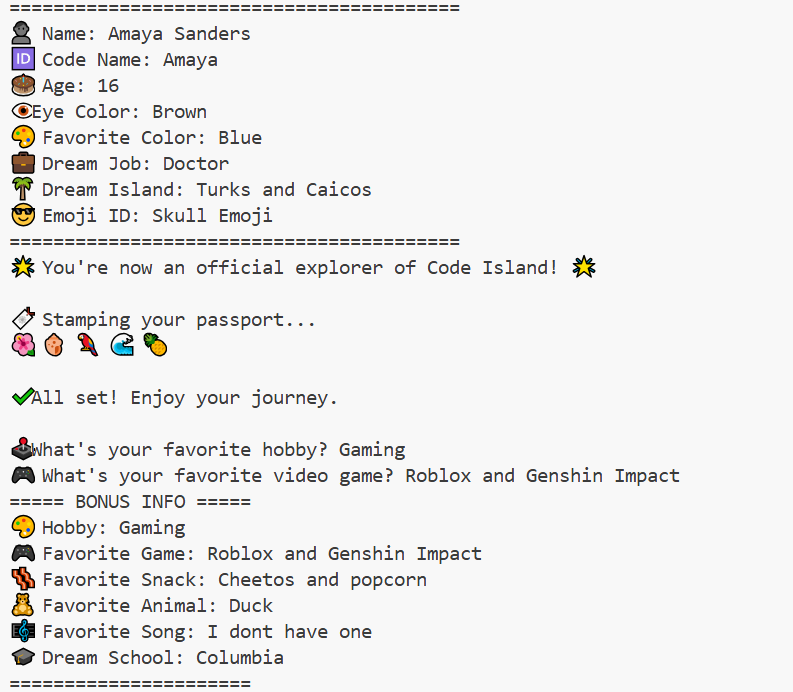 =========================================
👤 Name: Amaya Sanders
🆔 Code Name: Amaya
🎂 Age: 16
👁️Eye Color: Brown
🎨 Favorite Color: Blue
💼 Dream Job: Doctor
🌴 Dream Island: Turks and Caicos
😎 Emoji ID: Skull Emoji
=========================================
🌟 You're now an official explorer of Code Island! 🌟
Stamping your passport...
🌺 🥔 🦜 🌊 🍍
✔️All set! Enjoy your journey.
🕹️What's your favorite hobby? Gaming
🎮 What's your favorite video game? Roblox and Genshin Impact
===== BONUS INFO =====
🎨 Hobby: Gaming
🎮 Favorite Game: Roblox and Genshin Impact
🥓 Favorite Snack: Cheetos and popcorn
🧸 Favorite Animal: Duck
🎼 Favorite Song: I dont have one
🎓 Dream School: Columbia
======================